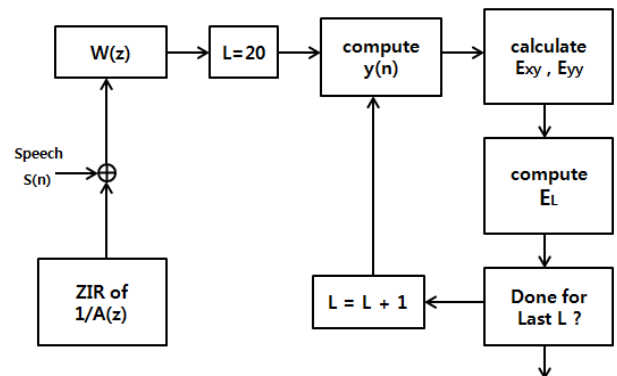 W(z)
L=20
compute
y(n)
calculate
Exy , Eyy
Speech
S(n)
compute
EL
ZIR of
1/A(z)
L = L + 1
Done for
Last L ?